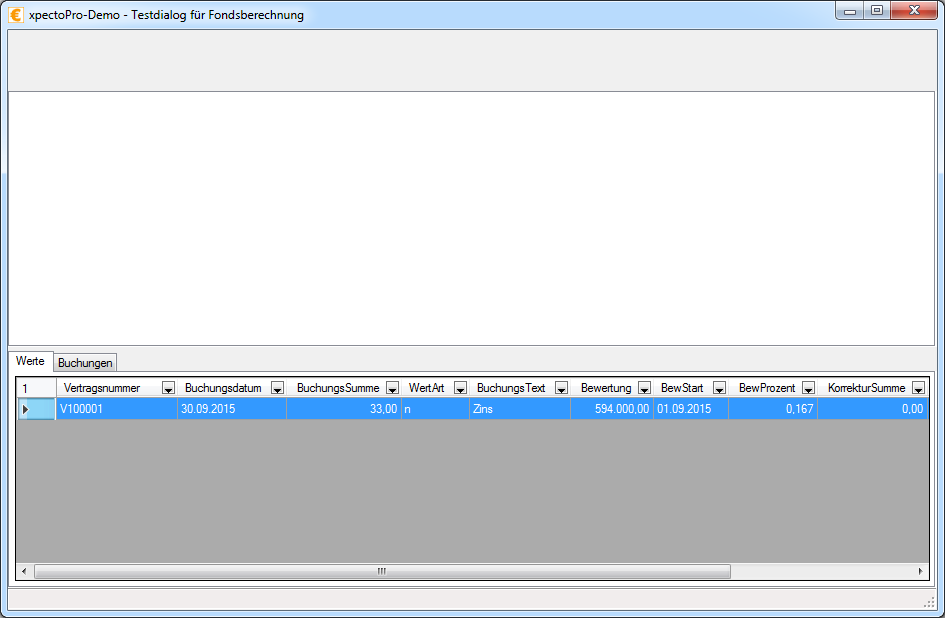 xpectoPro-Demo - Testdialog für Fondsberechnung
Werte Buchungen
1 Vertragsnummer Buchungsdatum BuchungsSumme WertArt BuchungsText Bewertung BewStart BewProzent KorrekturSumme
V100001 30.09.2015 33,00 n Zins 594.000,00 01.09.2015 0,167 0,00